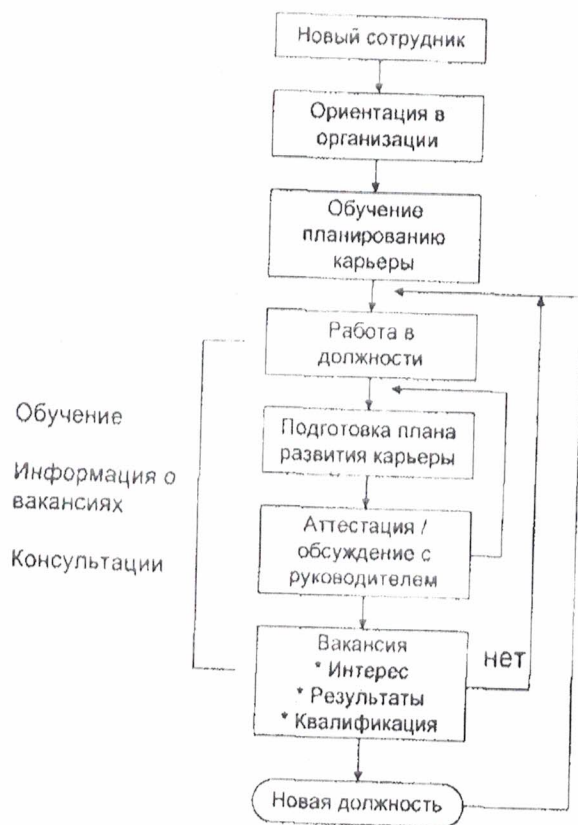 Новый сотрудник
Ориентация в
организации
Обучение
планированию
карьеры
Работа в
должности
Обучение
Информация о
вакансиях
Консультации
Подготовка плана
развития карьеры
Аттестация /
обсуждение с
руководителем
Вакансия
* Интерес
* Результаты
* Квалификация
нет
Новая должность